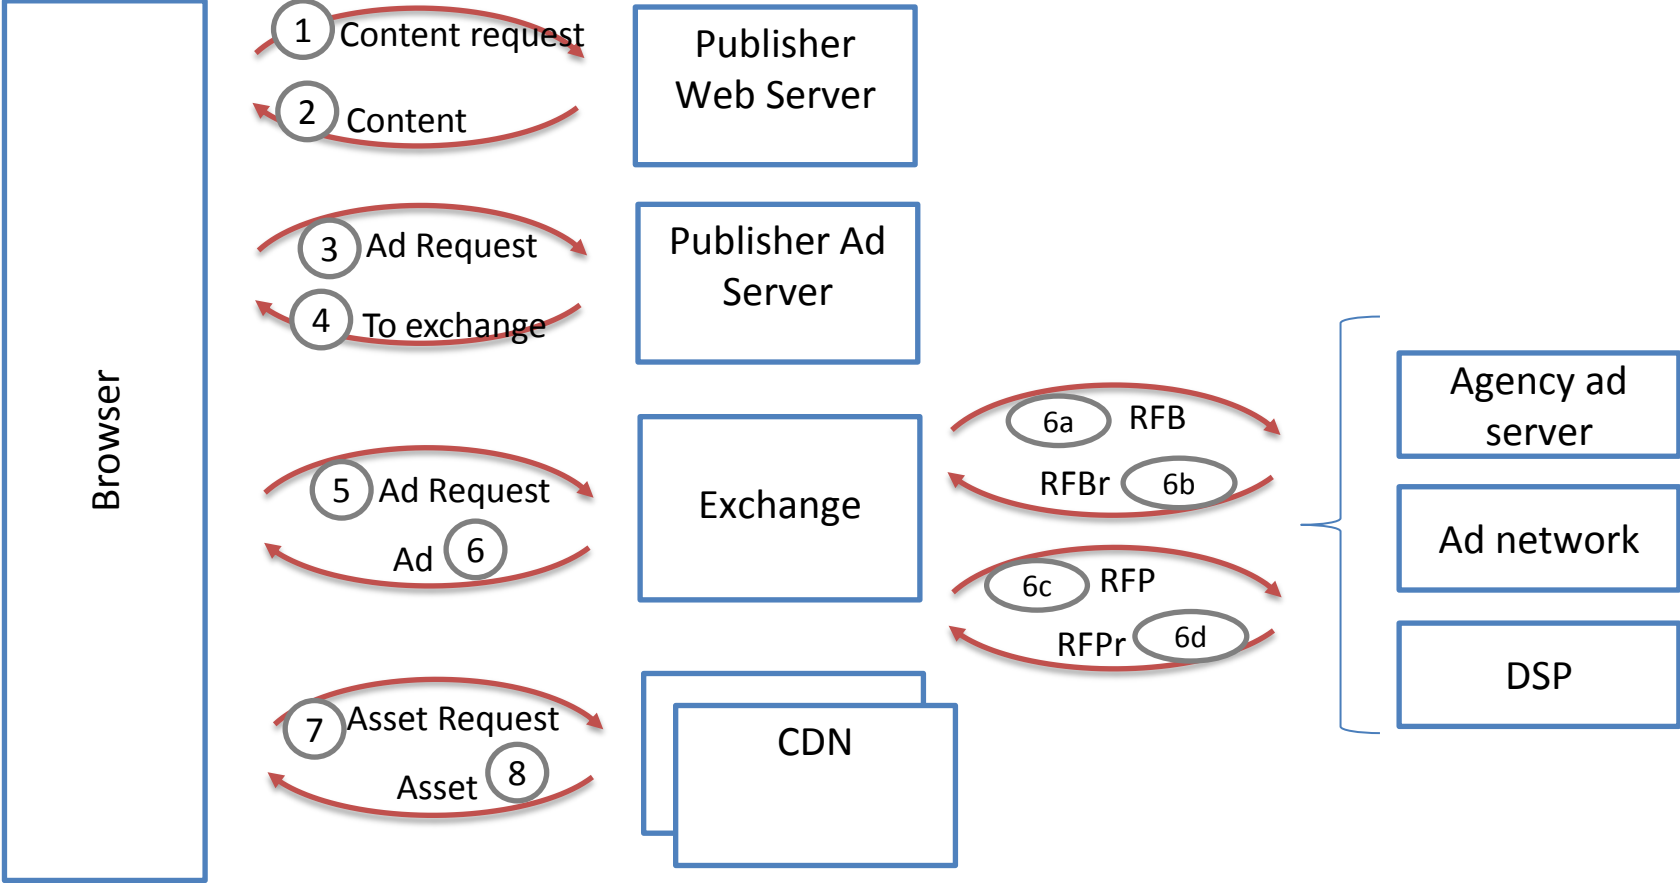 1
Content request
Publisher
Web Server
2
Content
3
Ad Request
Publisher Ad
Server
4
To exchange
Browser
5
Ad Request
Ad
6
Exchange
6a
RFB
RFBr
6b
6c
RFP
RFPr
6d
Agency ad
server
Ad network
DSP
7
Asset Request
Asset
8
CDN